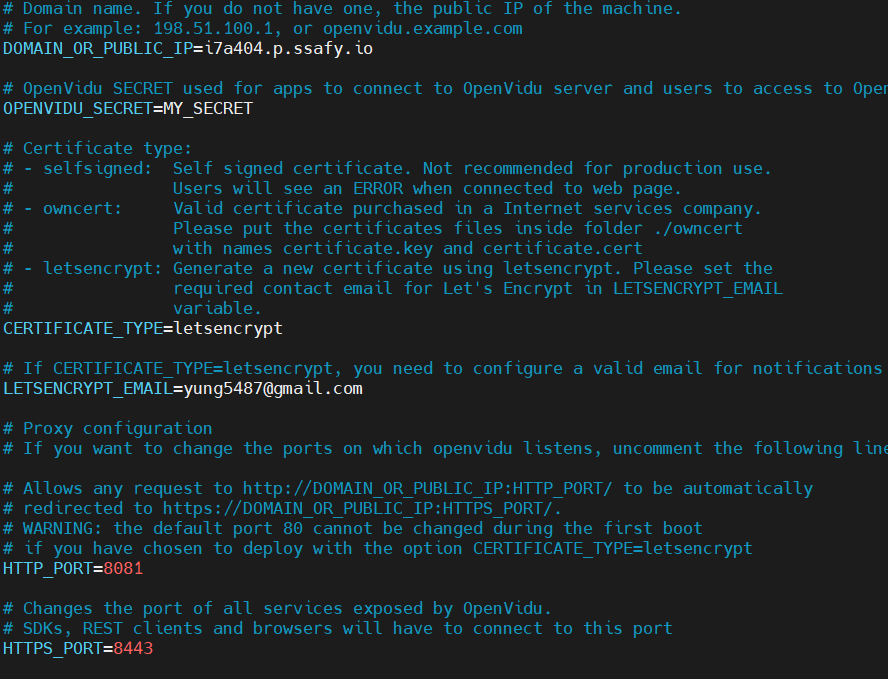 # Domain name. If you do not have one, the public IP of the machine.
# For example: 198.51.100.1, or openvidu.example.com
DOMAIN_OR_PUBLIC_IP=i7a404.p.ssafy.io
# OpenVidu SECRET used for apps to connect to OpenVidu server and users to access to Open
OPENVIDU_SECRET=MY_SECRET
# Certificate type:
# - selfsigned:  Self signed certificate. Not recommended for production use.
#                Users will see an ERROR when connected to web page.
# - owncert:     Valid certificate purchased in a Internet services company.
#                Please put the certificates files inside folder ./owncert
#                with names certificate.key and certificate.cert
# - letsencrypt: Generate a new certificate using letsencrypt. Please set the
#                required contact email for Let's Encrypt in LETSENCRYPT_EMAIL
#                variable.
CERTIFICATE_TYPE=letsencrypt
# If CERTIFICATE_TYPE=letsencrypt, you need to configure a valid email for notifications
LETSENCRYPT_EMAIL=yung5487@gmail.com
# Proxy configuration
# If you want to change the ports on which openvidu listens, uncomment the following line
# Allows any request to http://DOMAIN_OR_PUBLIC_IP:HTTP_PORT/ to be automatically
# redirected to https://DOMAIN_OR_PUBLIC_IP:HTTPS_PORT/.
# WARNING: the default port 80 cannot be changed during the first boot
# if you have chosen to deploy with the option CERTIFICATE_TYPE=letsencrypt
HTTP_PORT=8081
# Changes the port of all services exposed by OpenVidu.
# SDKs, REST clients and browsers will have to connect to this port
HTTPS_PORT=8443